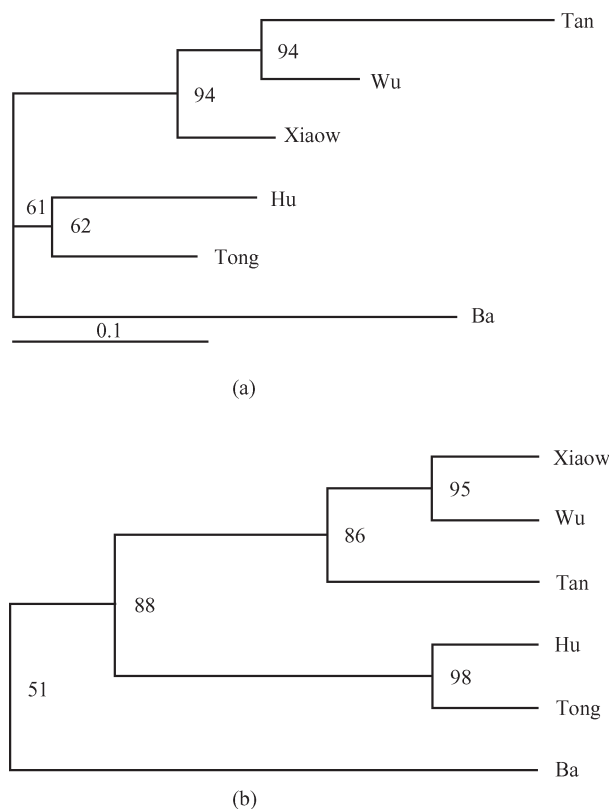 Tan
94
Wu
94
Xiaow
Hu
61
62
Tong
Ba
0.1
(a)
Xiaow
95
Wu
86
Tan
88
Hu
98
51
Tong
Ba
(b)